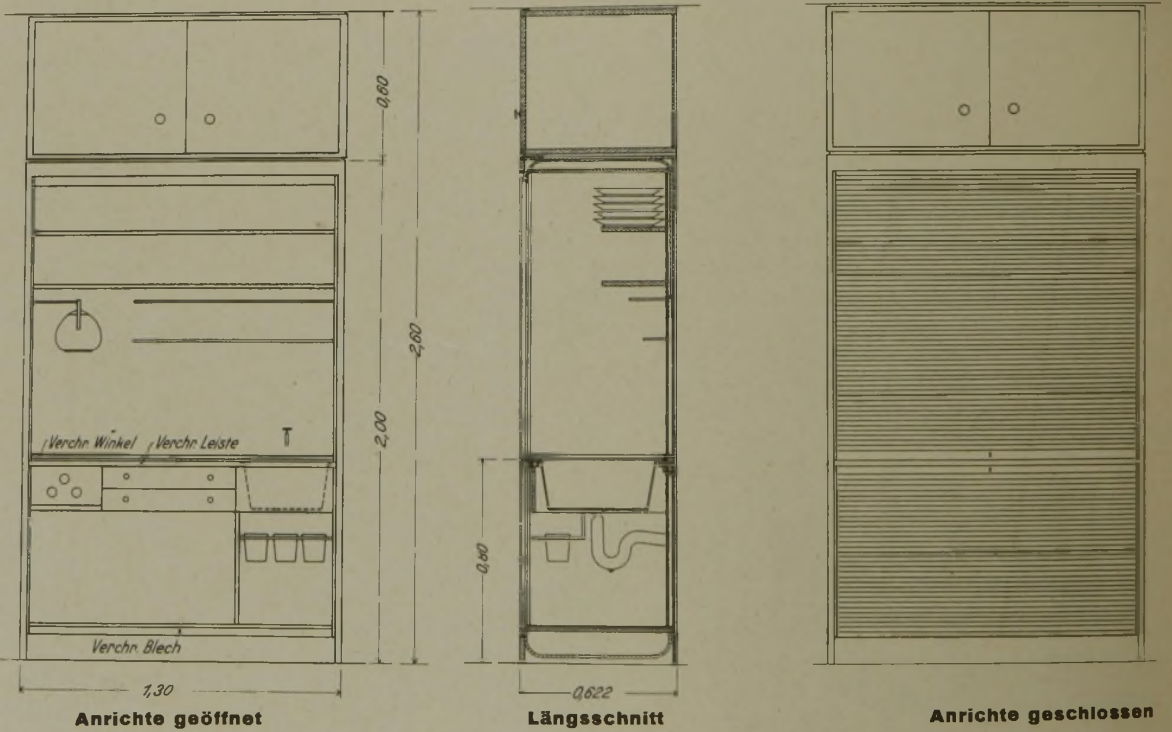 0,60
2,60
2,00
Verchr. Winkel
Verchr. Leiste
0,80
Verchr. Blech
1,30
0,622
Anrichte geöffnet
Längsschnitt
Anrichte geschlossen